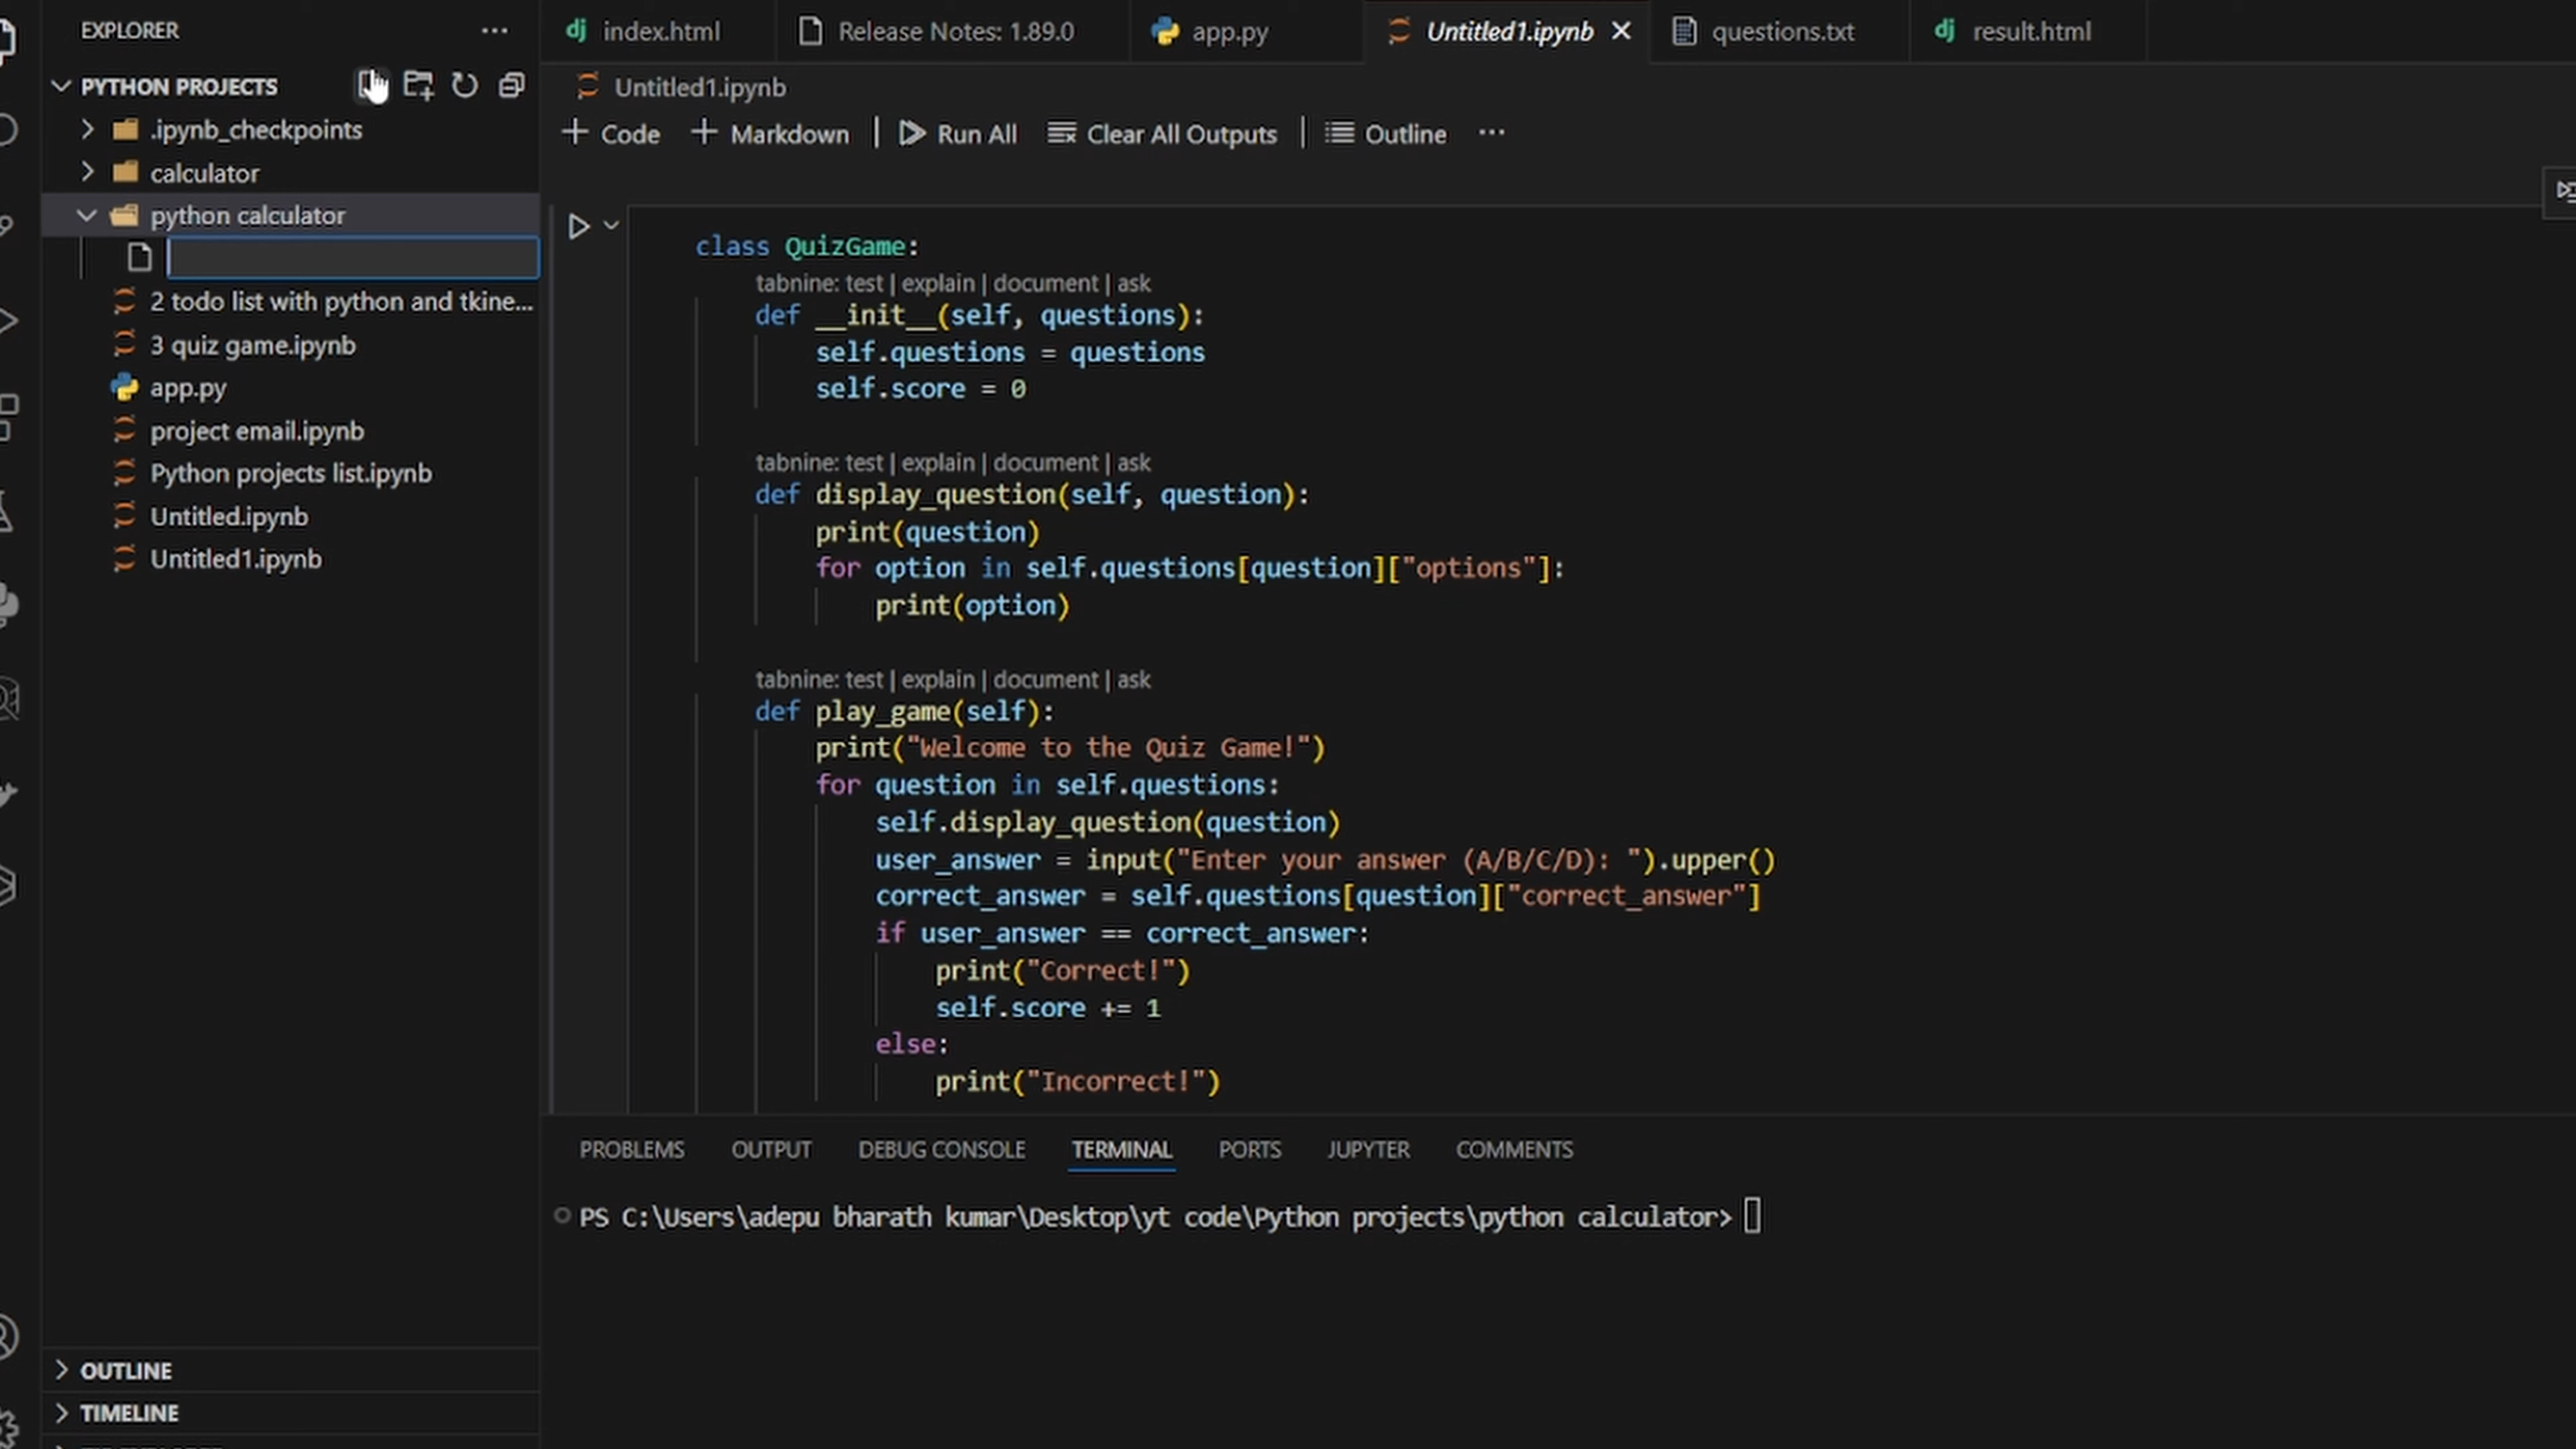 EXPLORER
PYTHON PROJECTS
.ipynb_checkpoints
calculator
python calculator
2 todo list with python and tkine...
3 quiz game.ipynb
app.py
project email.ipynb
Python projects list.ipynb
Untitled.ipynb
Untitled1.ipynb
OUTLINE
TIMELINE
index.html
Release Notes: 1.89.0
app.py
Untitled1.ipynb
questions.txt
result.html
Untitled1.ipynb
+ Code + Markdown | Run All Clear All Outputs | Outline ...
class QuizGame:
tabnine: test | explain | document | ask
def __init__(self, questions):
self.questions = questions
self.score = 0
tabnine: test | explain | document | ask
def display_question(self, question):
print(question)
for option in self.questions[question]["options"]:
print(option)
tabnine: test | explain | document | ask
def play_game(self):
print("Welcome to the Quiz Game!")
for question in self.questions:
self.display_question(question)
user_answer = input("Enter your answer (A/B/C/D): ").upper()
correct_answer = self.questions[question]["correct_answer"]
if user_answer == correct_answer:
print("Correct!")
self.score += 1
else:
print("Incorrect!")
PROBLEMS OUTPUT DEBUG CONSOLE TERMINAL PORTS JUPYTER COMMENTS
PS C:\Users\adepu bharath kumar\Desktop\yt code\Python projects\python calculator>